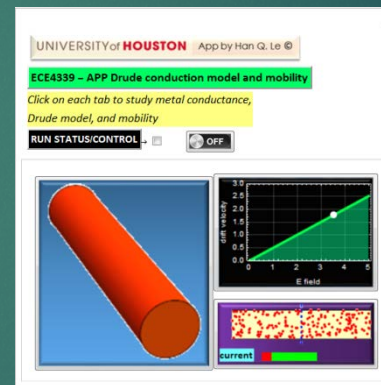 UNIVERSITY of HOUSTON App by Han Q. Le ©
ECE4339 – APP Drude conduction model and mobility
Click on each tab to study metal conductance,
Drude model, and mobility
RUN STATUS/CONTROL OFF
drift velocity
3.0
2.5
2.0
1.5
1.0
0.5
0.0
0 1 2 3 4 5
E field
current